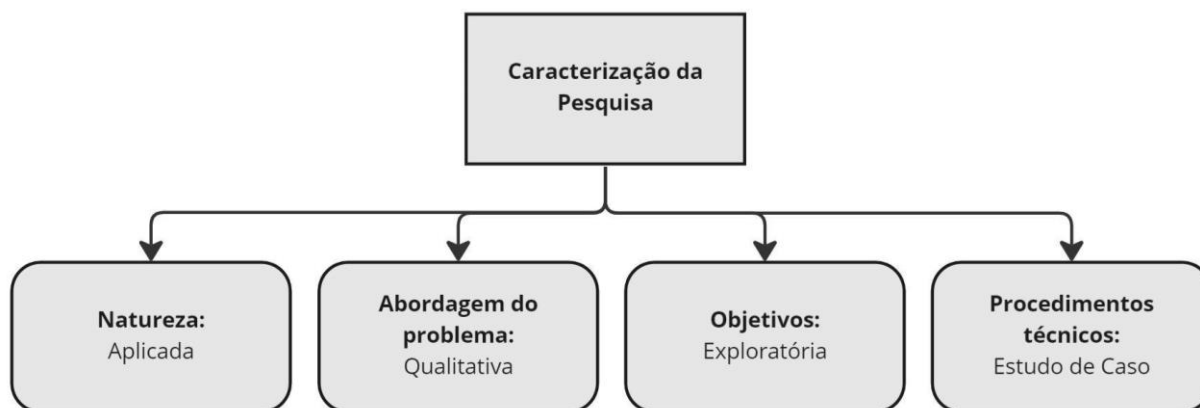 Caracterização da
Pesquisa
Natureza:
Aplicada
Abordagem do
problema:
Qualitativa
Objetivos:
Exploratória
Procedimentos
técnicos:
Estudo de Caso